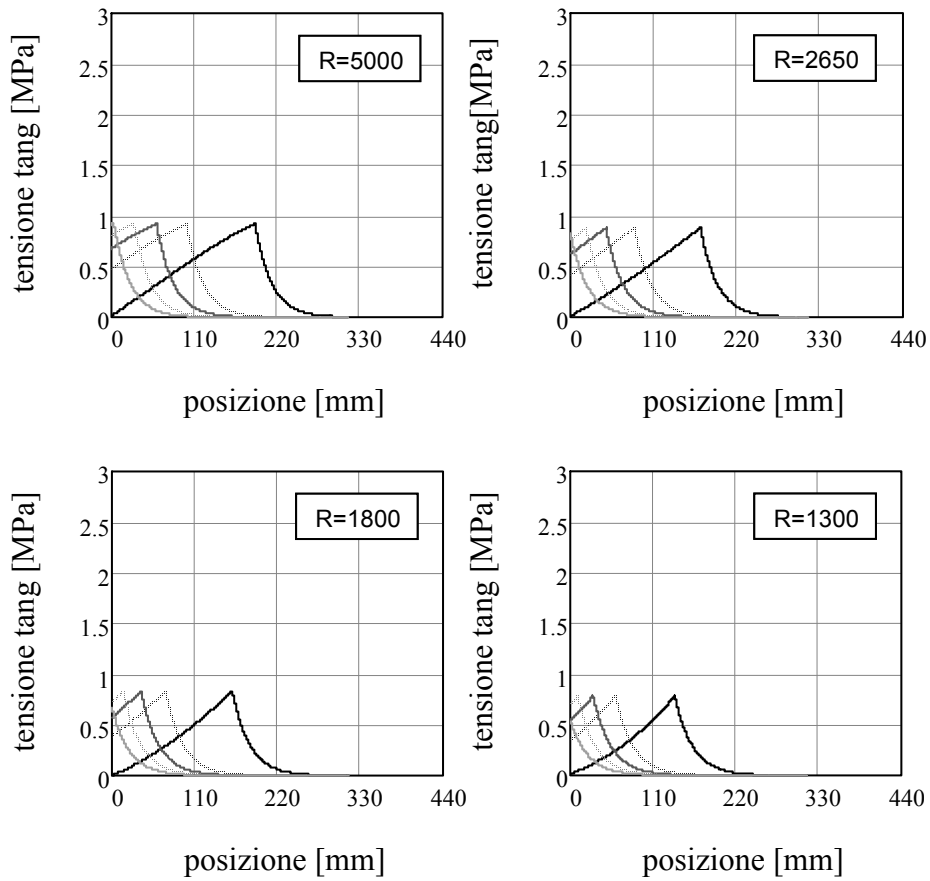 tensione tang [MPa]
3
2.5
2
1.5
1
0.5
0
R=5000
0 110 220 330 440
posizione [mm]
tensione tang[MPa]
3
2.5
2
1.5
1
0.5
0
R=2650
0 110 220 330 440
posizione [mm]
tensione tang [MPa]
3
2.5
2
1.5
1
0.5
0
R=1800
0 110 220 330 440
posizione [mm]
tensione tang [MPa]
3
2.5
2
1.5
1
0.5
0
R=1300
0 110 220 330 440
posizione [mm]